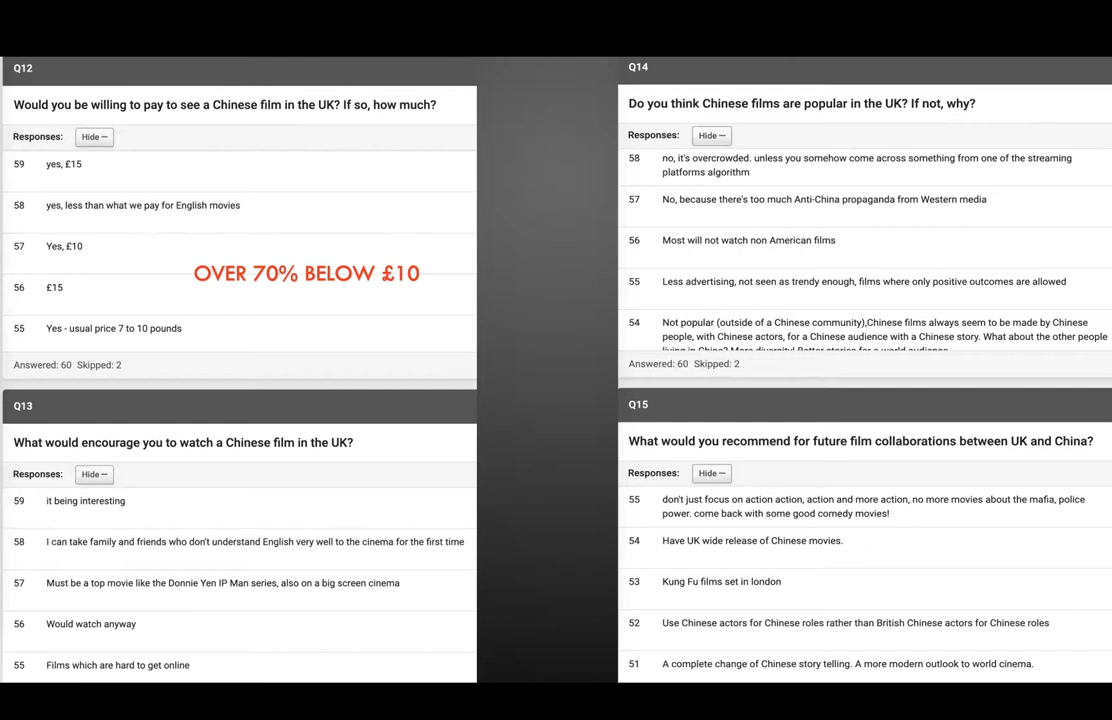 Q12
Would you be willing to pay to see a Chinese film in the UK? If so, how much?
Responses: Hide —
59 yes, £15
58 yes, less than what we pay for English movies
57 Yes, £10
OVER 70% BELOW £10
56 £15
55 Yes - usual price 7 to 10 pounds
Answered: 60 Skipped: 2
Q13
What would encourage you to watch a Chinese film in the UK?
Responses: Hide —
59 it being interesting
58 I can take family and friends who don't understand English very well to the cinema for the first time
57 Must be a top movie like the Donnie Yen IP Man series, also on a big screen cinema
56 Would watch anyway
55 Films which are hard to get online
Q14
Do you think Chinese films are popular in the UK? If not, why?
Responses: Hide —
58 no, it's overcrowded. unless you somehow come across something from one of the streaming
platforms algorithm
57 No, because there's too much Anti-China propaganda from Western media
56 Most will not watch non American films
55 Less advertising, not seen as trendy enough, films where only positive outcomes are allowed
54 Not popular (outside of a Chinese community),Chinese films always seem to be made by Chinese
people, with Chinese actors, for a Chinese audience with a Chinese story. What about the other people
living in China? More diversity! Better stories for a world audience
Answered: 60 Skipped: 2
Q15
What would you recommend for future film collaborations between UK and China?
Responses: Hide —
55 don't just focus on action action, action and more action, no more movies about the mafia, police
power. come back with some good comedy movies!
54 Have UK wide release of Chinese movies.
53 Kung Fu films set in london
52 Use Chinese actors for Chinese roles rather than British Chinese actors for Chinese roles
51 A complete change of Chinese story telling. A more modern outlook to world cinema.